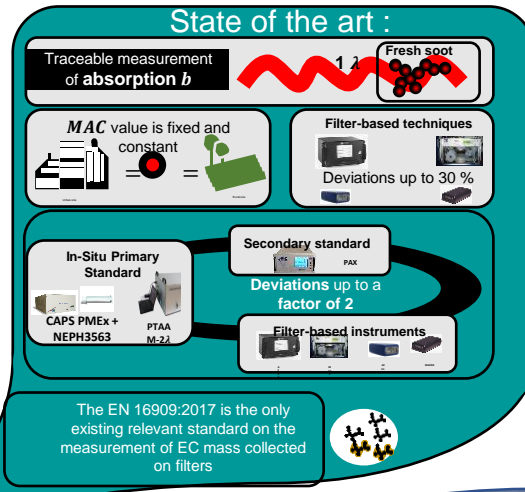 State of the art :
Traceable measurement
of absorption b
1 λ
Fresh soot
MAC value is fixed and
constant
=
=
Filter-based techniques
Deviations up to 30 %
In-Situ Primary
Standard
CAPS PMEx +
NEPH3563
PTAA
M-2λ
Secondary standard
PAX
Deviations up to a
factor of 2
Filter-based instruments
The EN 16909:2017 is the only
existing relevant standard on the
measurement of EC mass collected
on filters